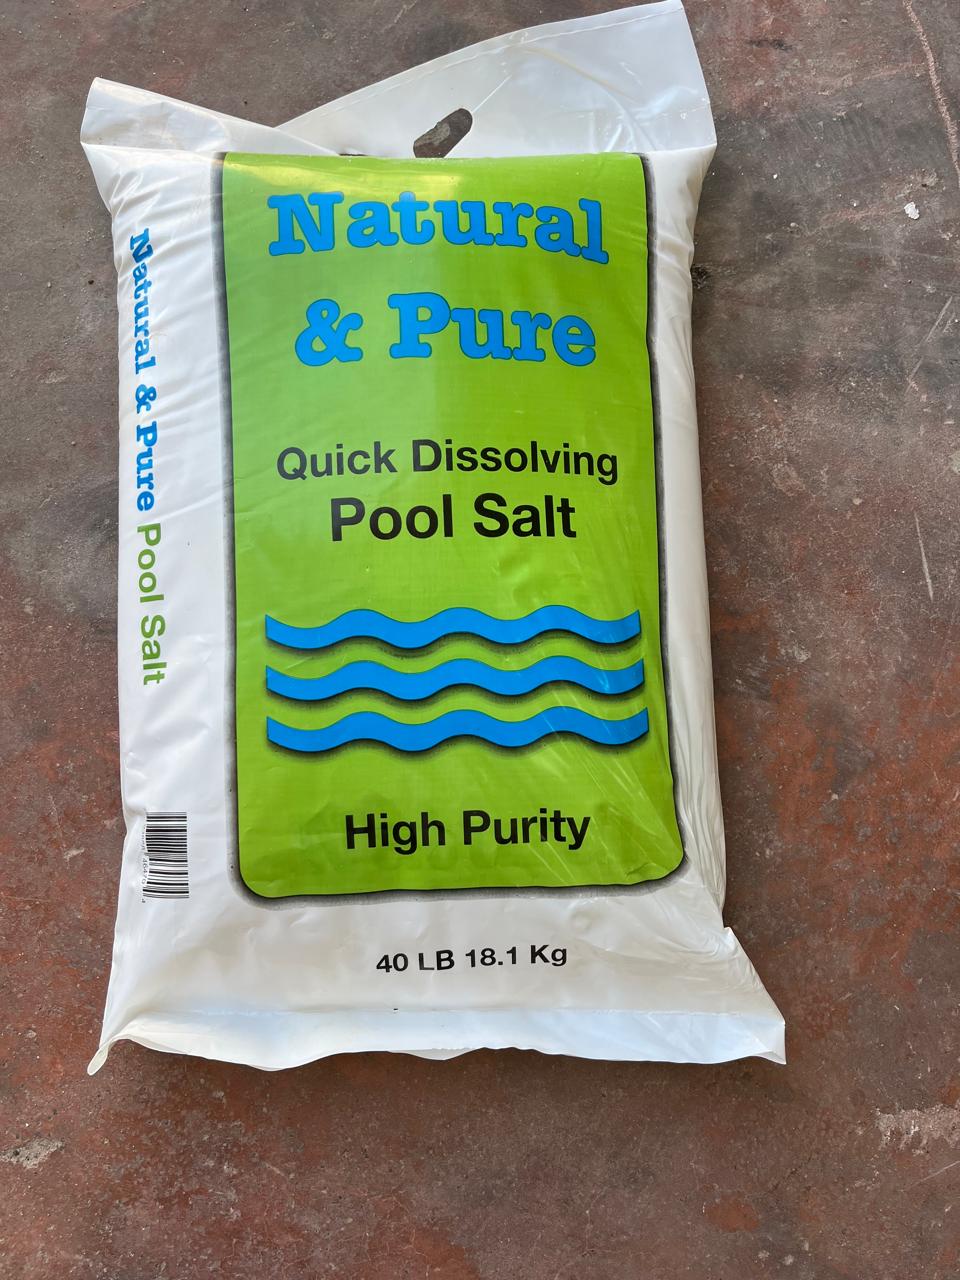 Natural
& Pure
Quick Dissolving
Pool Salt
High Purity
40 LB 18.1 Kg
Natural & Pure Pool Salt